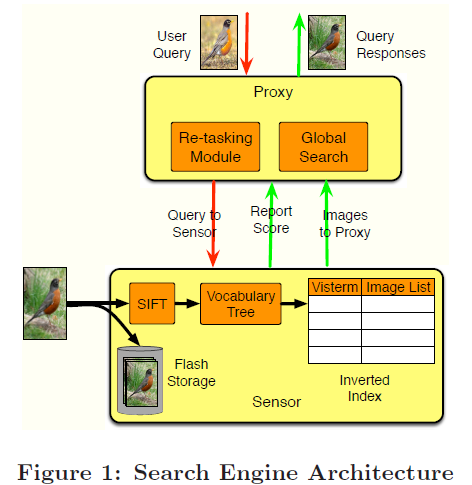 User
Query
Query
Responses
Proxy
Re-tasking
Module
Global
Search
Query to
Sensor
Report
Score
Images
to Proxy
SIFT
Vocabulary
Tree
Visterm
Image List
Flash
Storage
Inverted
Index
Sensor
Figure 1: Search Engine Architecture